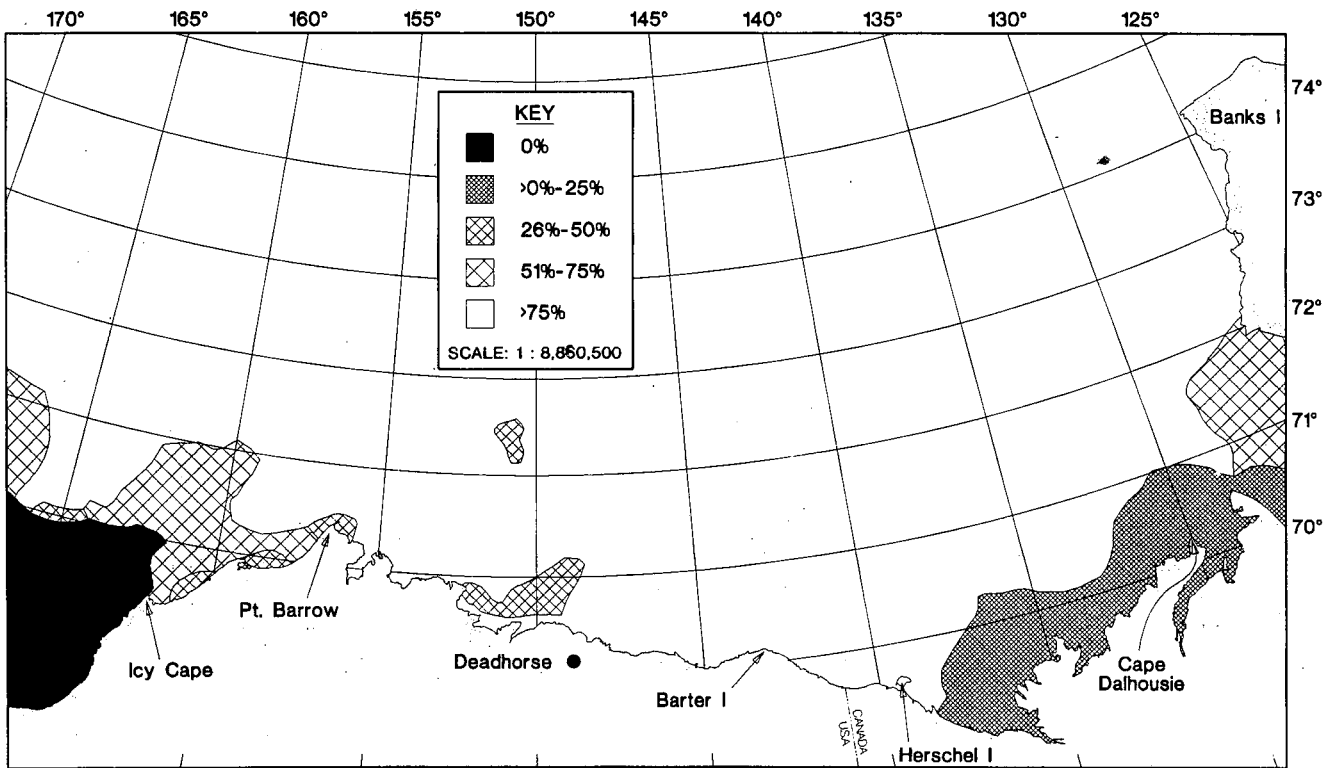 170° 165° 160° 155° 150° 145° 140° 135° 130° 125°
74°
73°
72°
71°
70°
Banks I
KEY
0%
>0%-25%
26%-50%
51%-75%
>75%
SCALE: 1 : 8,860,500
Pt. Barrow
Icy Cape
Deadhorse
Barter I
CANADA
USA
Herschel I
Cape
Dalhousie